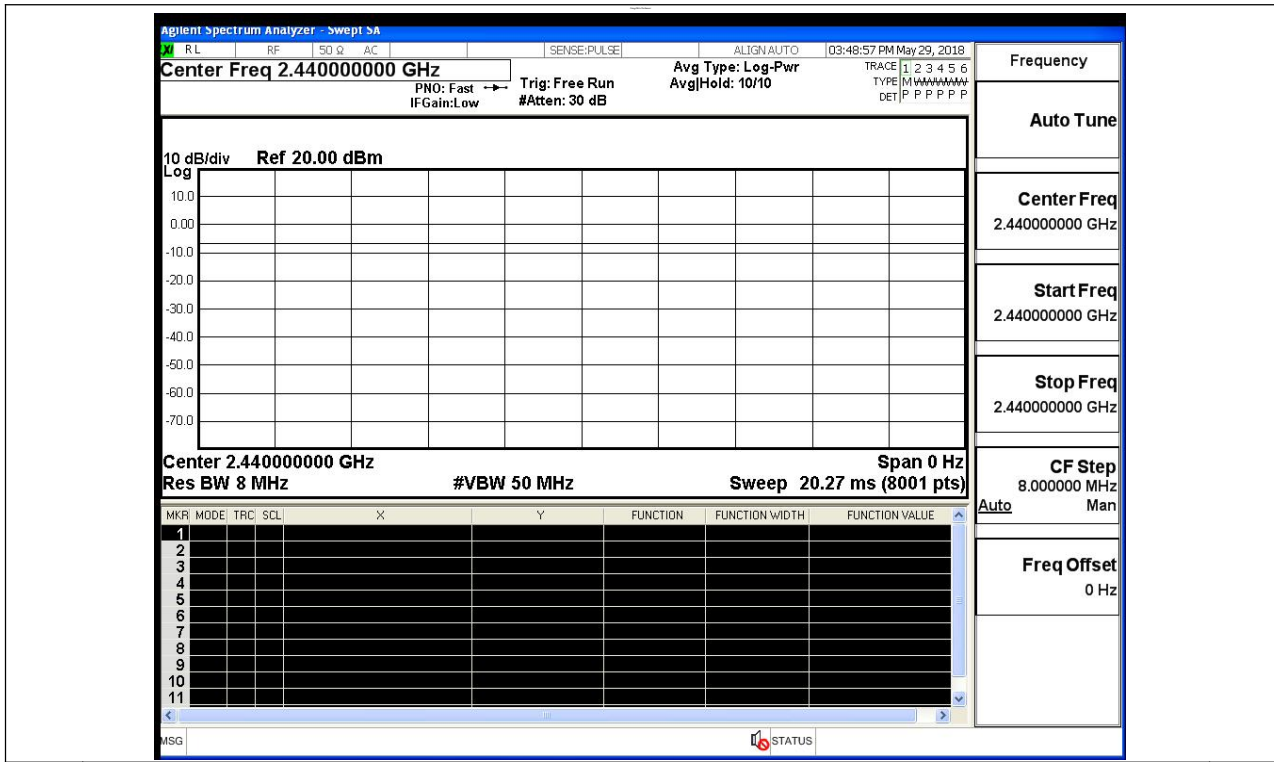 Agilent Spectrum Analyzer - Swept SA
RL RF 50 Ω AC SENSE:PULSE ALIGN AUTO 03:48:57 PM May 29, 2018
Center Freq 2.440000000 GHz
PNO: Fast
IFGain:Low
Trig: Free Run
#Atten: 30 dB
Avg Type: Log-Pwr
Avg|Hold: 10/10
TRACE 1 2 3 4 5 6
TYPE M WWWWW
DET P P P P P P
10 dB/div Ref 20.00 dBm
Log
10.0
0.00
-10.0
-20.0
-30.0
-40.0
-50.0
-60.0
-70.0
Center 2.440000000 GHz Span 0 Hz
Res BW 8 MHz #VBW 50 MHz Sweep 20.27 ms (8001 pts)
MKR MODE TRC SCL X Y FUNCTION FUNCTION WIDTH FUNCTION VALUE
1
2
3
4
5
6
7
8
9
10
11
MSG STATUS
Frequency
Auto Tune
Center Freq
2.440000000 GHz
Start Freq
2.440000000 GHz
Stop Freq
2.440000000 GHz
CF Step
8.000000 MHz
Auto Man
Freq Offset
0 Hz